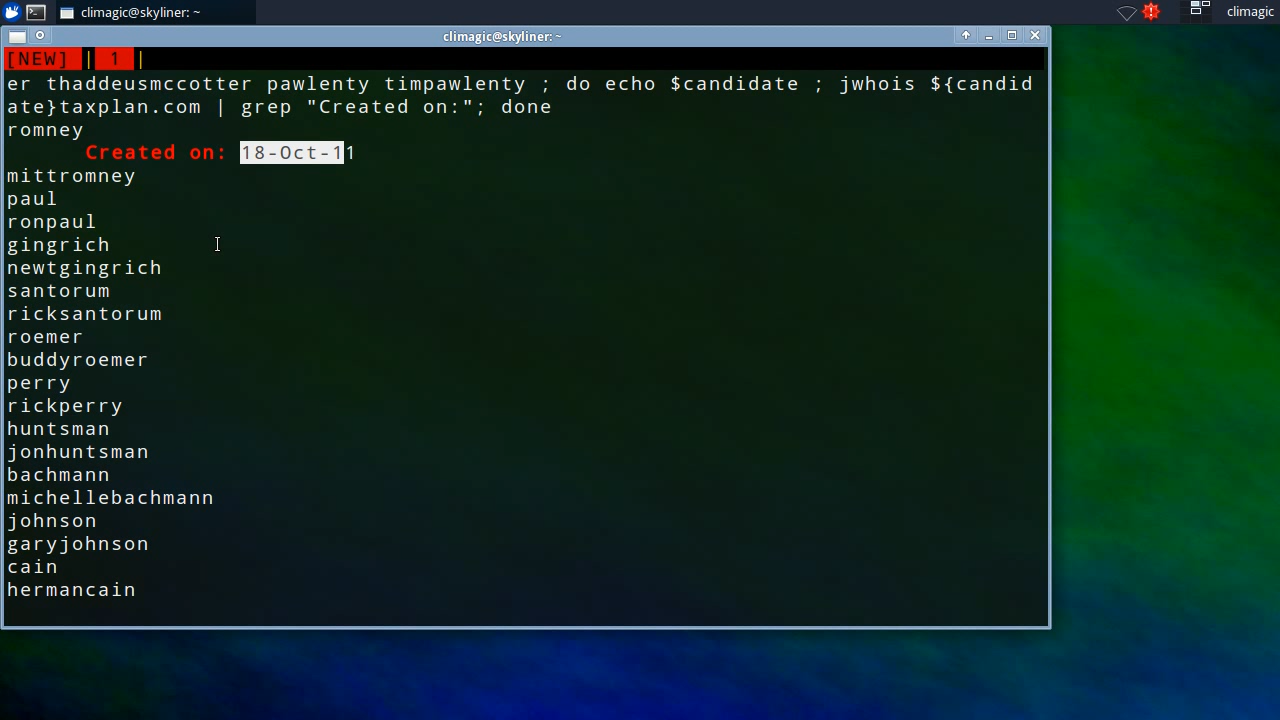 climagic@skyliner: ~
climagic
climagic@skyliner:~
[NEW] | 1 |
er thaddeusmccotter pawlenty timpawlenty ; do echo $candidate ; jwhois ${candid
ate}taxplan.com | grep "Created on:"; done
romney
Created on: 18-Oct-11
mittromney
paul
ronpaul
gingrich
newtgingrich
santorum
ricksantorum
roemer
buddyroemer
perry
rickperry
huntsman
jonhuntsman
bachmann
michellebachmann
johnson
garyjohnson
cain
hermancain